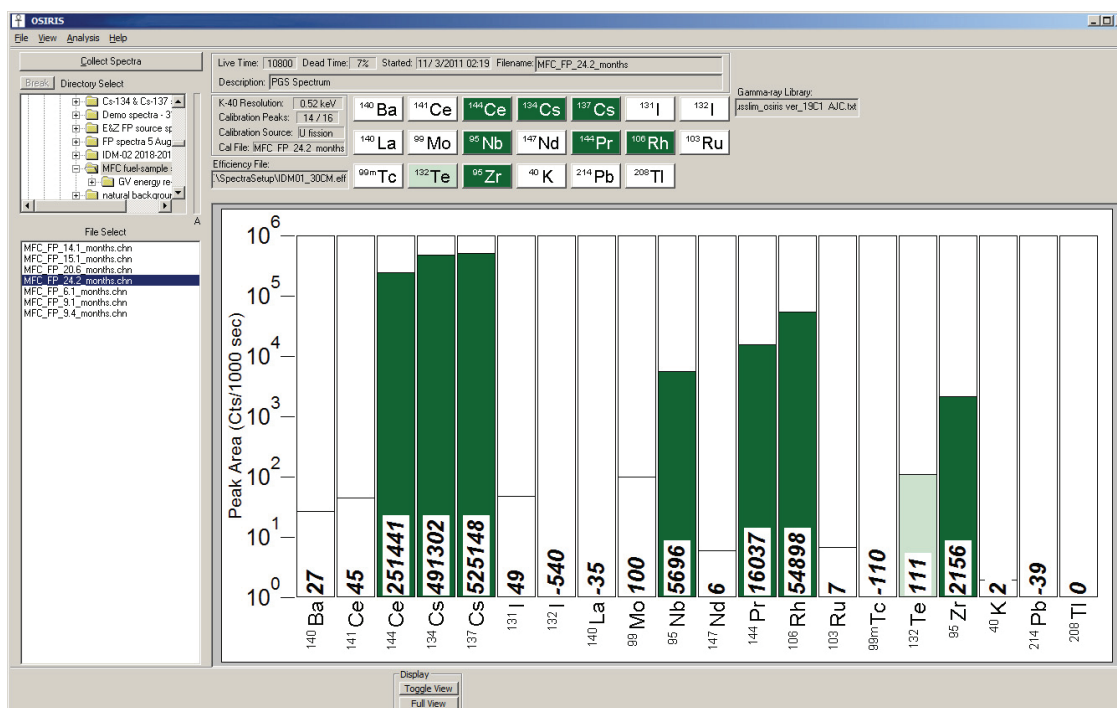 OSIRIS
File View Analysis Help
Collect Spectra
Break Directory Select
Cs-134 & Cs-137
Demo spectra - 3
E&Z FP source sp
FP spectra 5 Aug
IDM-02 2018-201
MFC fuel-sample
GV energy re
natural backgrour
A
File Select
MFC_FP_14.1_months.chn
MFC_FP_15.1_months.chn
MFC_FP_20.6_months.chn
MFC_FP_24.2_months.chn
MFC_FP_6.1_months.chn
MFC_FP_9.1_months.chn
MFC_FP_9.4_months.chn
Live Time: 10800 Dead Time: 7% Started: 11/ 3/2011 02:19 Filename: MFC_FP_24.2_months
Description: PGS Spectrum
K-40 Resolution: 0.52 keV
Calibration Peaks: 14 / 16
Calibration Source: U fission
Cal File: MFC_FP_24.2_months
Efficiency File:
:\SpectraSetup\IDM01_30CM.eff
140Ba 141Ce 144Ce 134Cs 137Cs 131I 132I
140La 99Mo 95Nb 147Nd 144Pr 106Rh 103Ru
99mTc 132Te 95Zr 40K 214Pb 208Tl
Gamma-ray Library:
usslim_osiris ver_19C1 AJC.txt
Peak Area (Cts/1000 sec)
10^6
10^5
10^4
10^3
10^2
10^1
10^0
27 45 251441 491302 525148 49 -540 -35 100 5696 6 16037 54898 7 -110 111 2156 2 -39 0
140Ba 141Ce 144Ce 134Cs 137Cs 131I 132I 140La 99Mo 95Nb 147Nd 144Pr 106Rh 103Ru 99mTc 132Te 95Zr 40K 214Pb 208Tl
Display
Toggle View
Full View